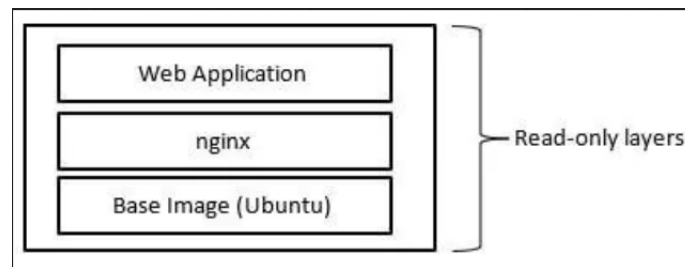 Web Application
nginx
Read-only layers
Base Image (Ubuntu)